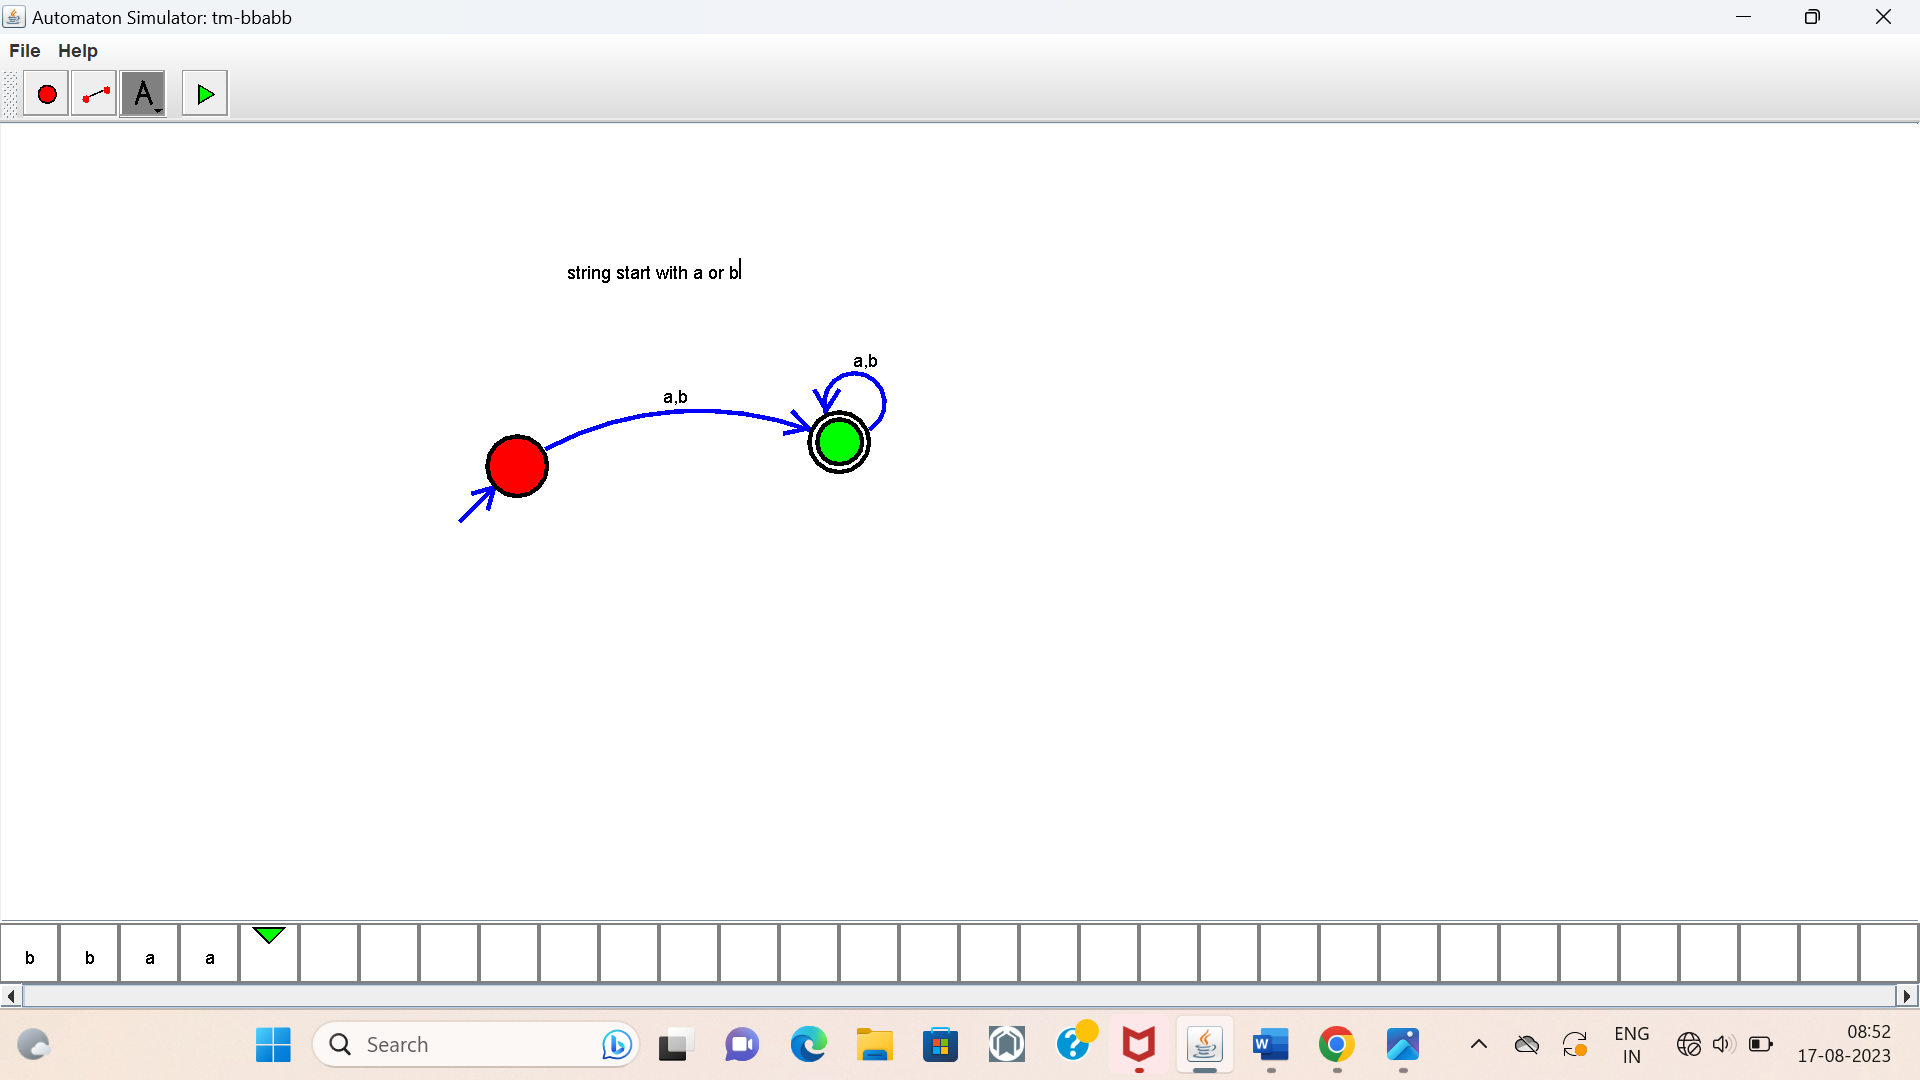 Automaton Simulator: tm-bbabb
File Help
A
string start with a or b
a,b
a,b
b b a a
Search
W
ENG
IN
08:52
17-08-2023